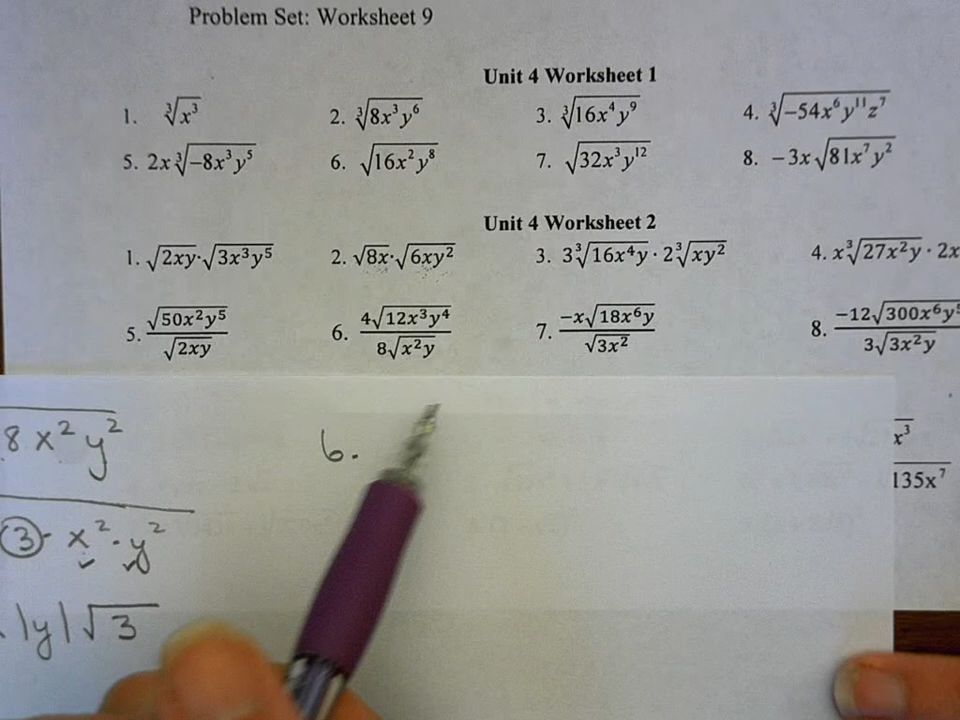 Problem Set: Worksheet 9
Unit 4 Worksheet 1
1. ∛(x³) 2. ∛(8x³y⁶) 3. ∛(16x⁴y⁹) 4. ∛(-54x⁶y¹¹z⁷)
5. 2x∛(-8x³y⁵) 6. √(16x²y⁸) 7. √(32x³y¹²) 8. -3x√(81x⁷y²)
Unit 4 Worksheet 2
1. √(2xy)·√(3x³y⁵) 2. √(8x)·√(6xy²) 3. 3∛(16x⁴y) · 2∛(xy²) 4. x∛(27x²y) · 2x
5. √(50x²y⁵)/√(2xy) 6. 4√(12x³y⁴)/8√(x²y) 7. -x√(18x⁶y)/√(3x²) 8. -12√(300x⁶y⁵)/3√(3x²y)
8x²y² 6. x³
135x⁷
③· x²·y²
|y|√3